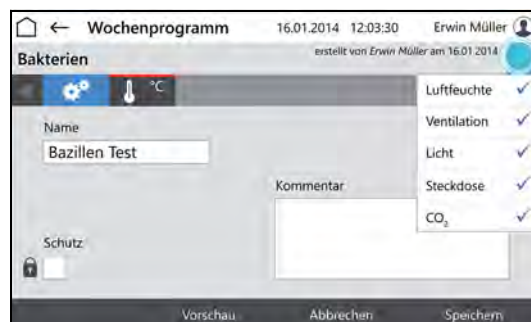 Wochenprogramm 16.01.2014 12:03:30 Erwin Müller
Bakterien erstellt von Erwin Müller am 16.01.2014
°C
Luftfeuchte ✓
Name
Ventilation ✓
Bazillen Test
Licht ✓
Kommentar
Steckdose ✓
CO₂ ✓
Schutz
Vorschau Abbrechen Speichern